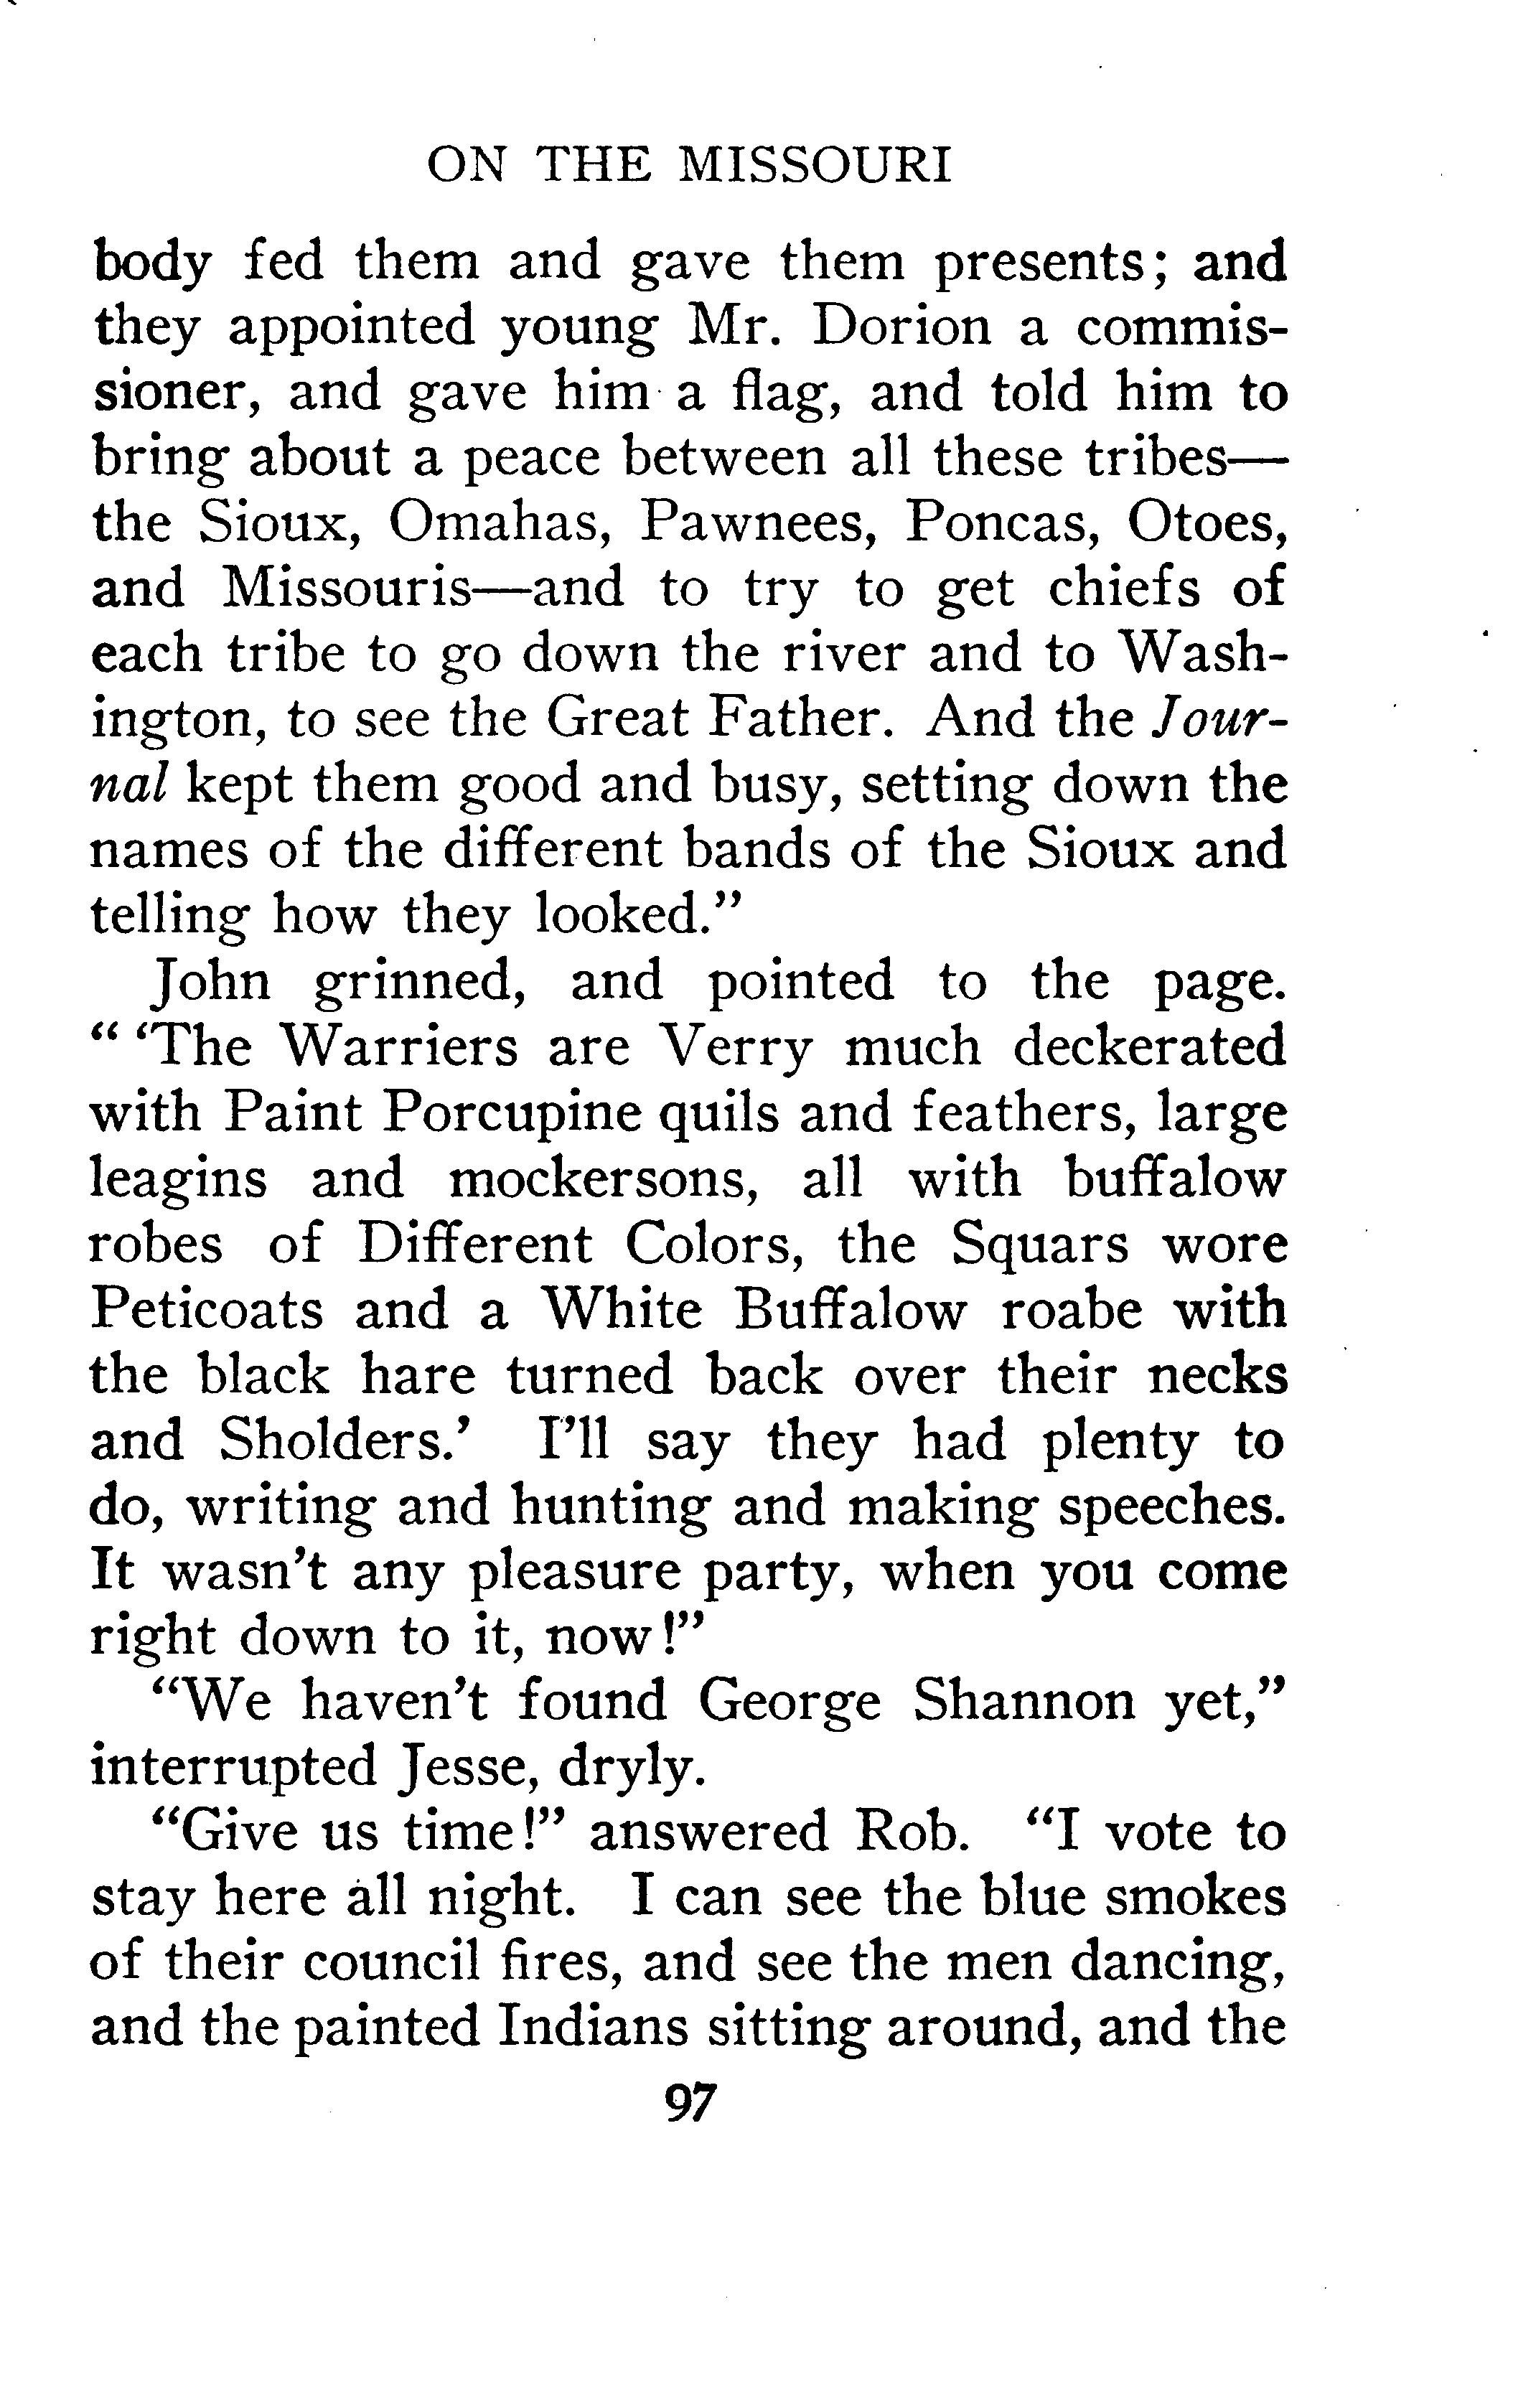 ON THE MISSOURI
body fed them and gave them presents; and
they appointed young Mr. Dorion a commis-
sioner, and gave him a flag, and told him to
bring about a peace between all these tribes—
the Sioux, Omahas, Pawnees, Poncas, Otoes,
and Missouris—and to try to get chiefs of
each tribe to go down the river and to Wash-
ington, to see the Great Father. And the Jour-
nal kept them good and busy, setting down the
names of the different bands of the Sioux and
telling how they looked.”
John grinned, and pointed to the page.
“ ‘The Warriers are Verry much deckerated
with Paint Porcupine quils and feathers, large
leagins and mockersons, all with buffalow
robes of Different Colors, the Squars wore
Peticoats and a White Buffalow roabe with
the black hare turned back over their necks
and Sholders.’ I’ll say they had plenty to
do, writing and hunting and making speeches.
It wasn’t any pleasure party, when you come
right down to it, now!”
“We haven’t found George Shannon yet,”
interrupted Jesse, dryly.
“Give us time!” answered Rob. “I vote to
stay here all night. I can see the blue smokes
of their council fires, and see the men dancing,
and the painted Indians sitting around, and the
97